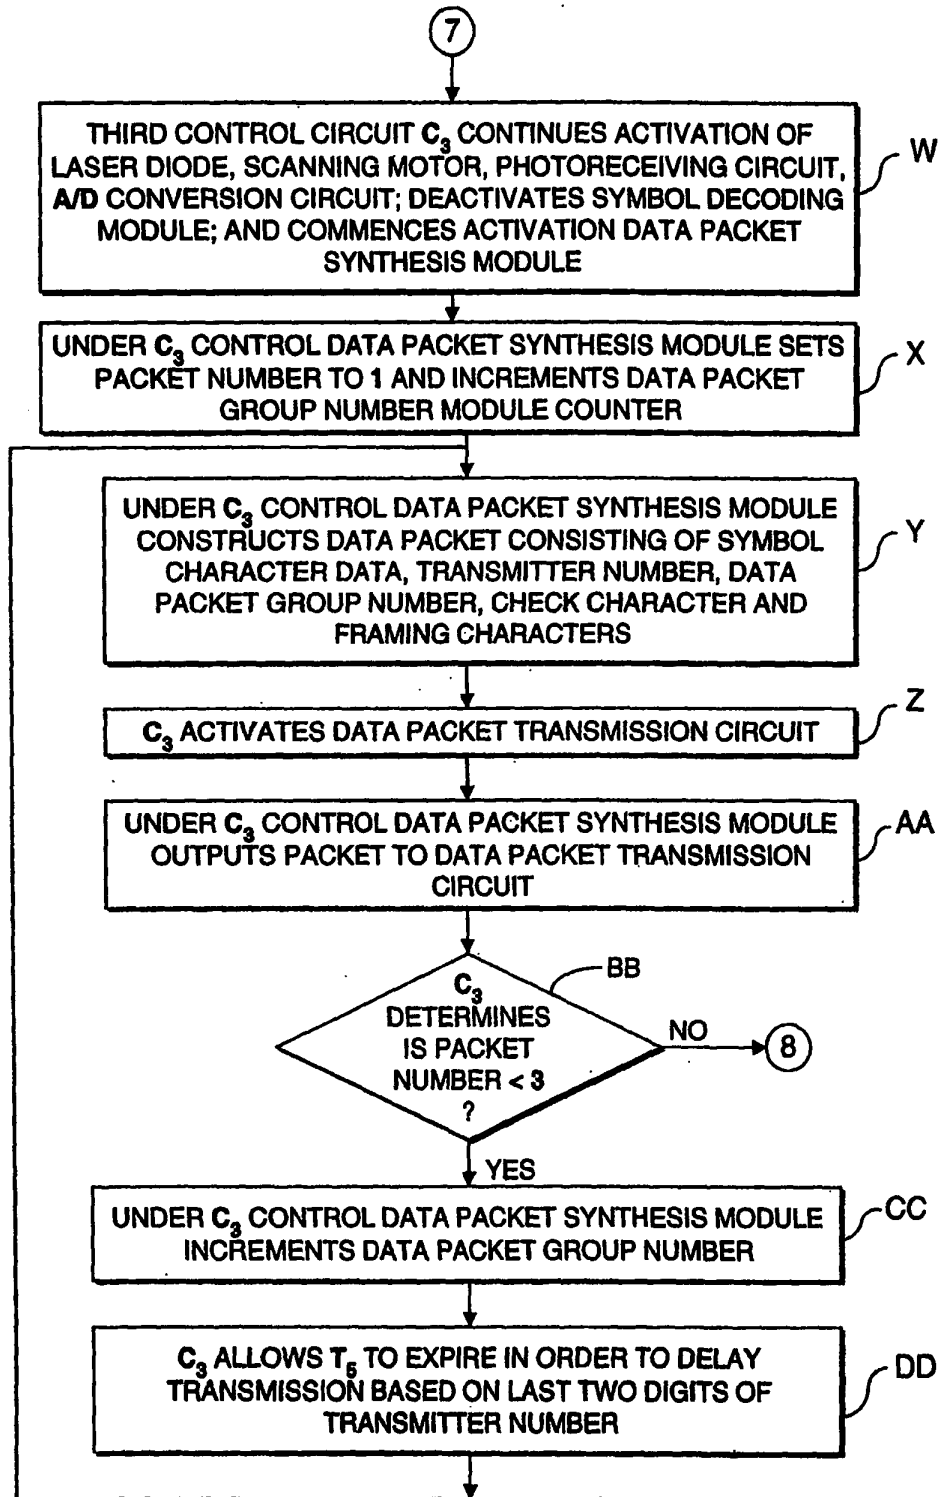 7
THIRD CONTROL CIRCUIT C3 CONTINUES ACTIVATION OF
LASER DIODE, SCANNING MOTOR, PHOTORECEIVING CIRCUIT,
A/D CONVERSION CIRCUIT; DEACTIVATES SYMBOL DECODING
MODULE; AND COMMENCES ACTIVATION DATA PACKET
SYNTHESIS MODULE
W
UNDER C3 CONTROL DATA PACKET SYNTHESIS MODULE SETS
PACKET NUMBER TO 1 AND INCREMENTS DATA PACKET
GROUP NUMBER MODULE COUNTER
X
UNDER C3 CONTROL DATA PACKET SYNTHESIS MODULE
CONSTRUCTS DATA PACKET CONSISTING OF SYMBOL
CHARACTER DATA, TRANSMITTER NUMBER, DATA
PACKET GROUP NUMBER, CHECK CHARACTER AND
FRAMING CHARACTERS
Y
C3 ACTIVATES DATA PACKET TRANSMISSION CIRCUIT
Z
UNDER C3 CONTROL DATA PACKET SYNTHESIS MODULE
OUTPUTS PACKET TO DATA PACKET TRANSMISSION
CIRCUIT
AA
C3
DETERMINES
IS PACKET
NUMBER < 3
?
BB
NO
8
YES
UNDER C3 CONTROL DATA PACKET SYNTHESIS MODULE
INCREMENTS DATA PACKET GROUP NUMBER
CC
C3 ALLOWS T5 TO EXPIRE IN ORDER TO DELAY
TRANSMISSION BASED ON LAST TWO DIGITS OF
TRANSMITTER NUMBER
DD